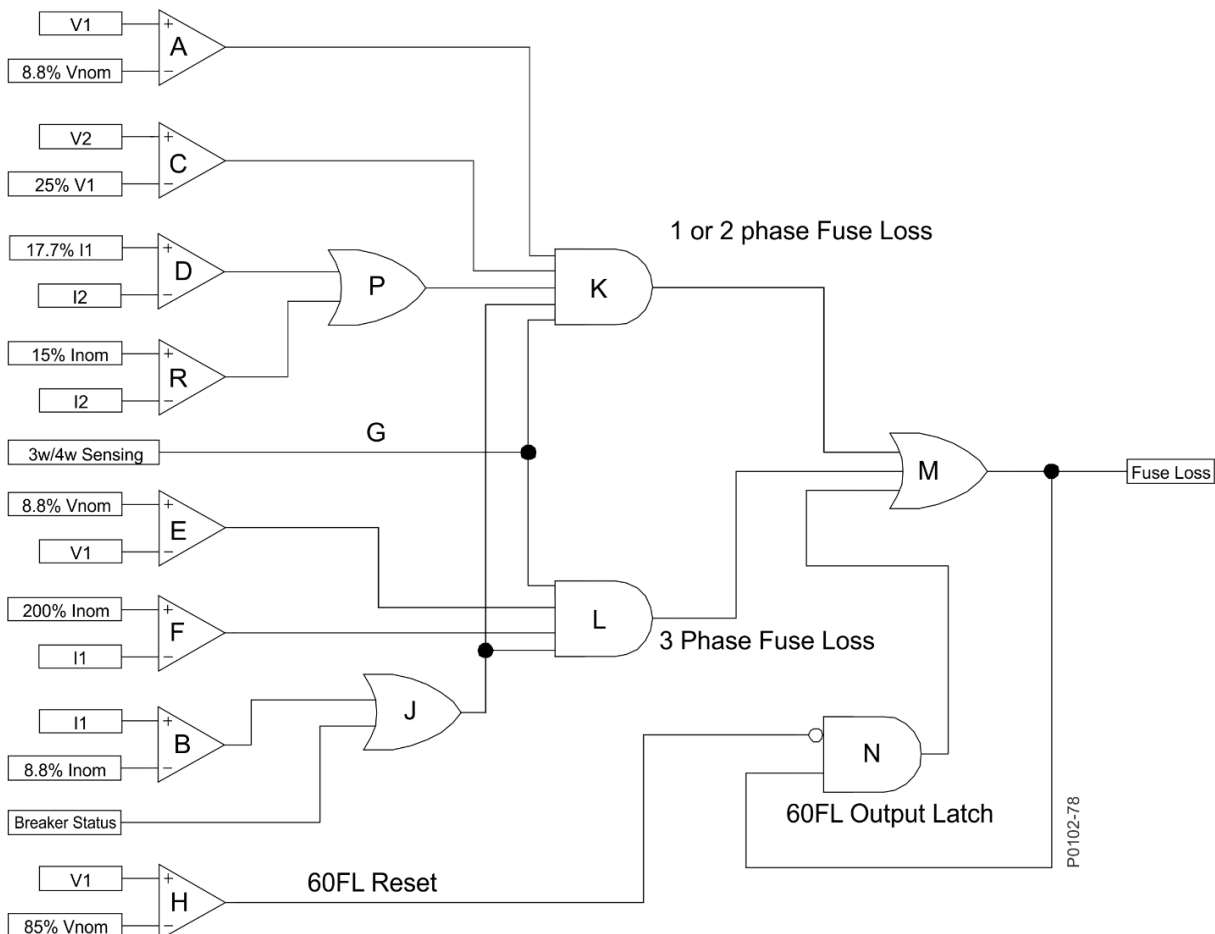 V1
+
A
8.8% Vnom
−
V2
+
C
25% V1
−
1 or 2 phase Fuse Loss
17.7% I1
+
D
I2
−
P
K
15% Inom
+
R
I2
−
G
3w/4w Sensing
8.8% Vnom
+
E
V1
−
M
Fuse Loss
200% Inom
+
F
I1
−
L
3 Phase Fuse Loss
I1
+
B
8.8% Inom
−
J
Breaker Status
N
60FL Output Latch
V1
+
H
85% Vnom
−
60FL Reset
P0102-78